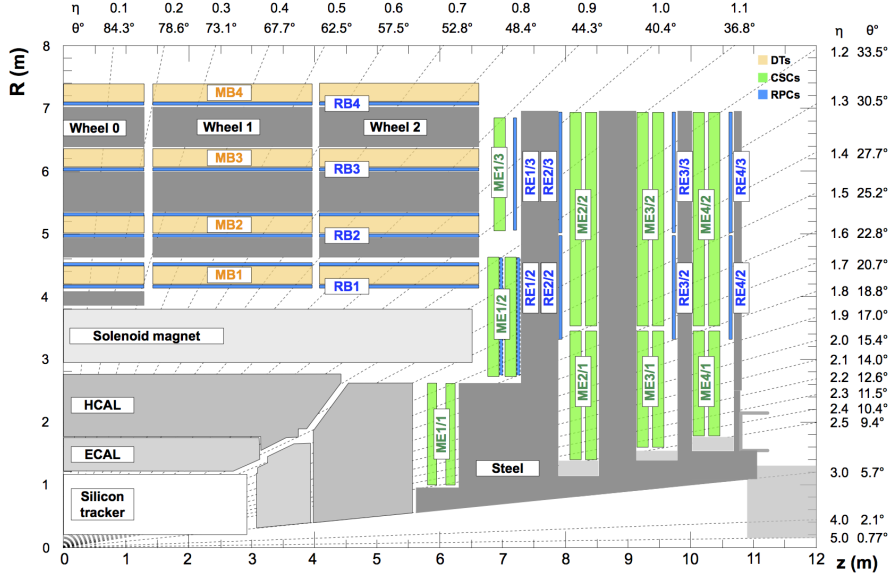 η 0.1 0.2 0.3 0.4 0.5 0.6 0.7 0.8 0.9 1.0 1.1 η θ°
θ° 84.3° 78.6° 73.1° 67.7° 62.5° 57.5° 52.8° 48.4° 44.3° 40.4° 36.8°
R (m)
8
7
6
5
4
3
2
1
0
1.2 33.5°
1.3 30.5°
1.4 27.7°
1.5 25.2°
1.6 22.8°
1.7 20.7°
1.8 18.8°
1.9 17.0°
2.0 15.4°
2.1 14.0°
2.2 12.6°
2.3 11.5°
2.4 10.4°
2.5 9.4°
3.0 5.7°
4.0 2.1°
5.0 0.77°
DTs
CSCs
RPCs
MB4
RB4
Wheel 0 Wheel 1 Wheel 2
MB3
RB3
MB2
RB2
MB1
RB1
Solenoid magnet
HCAL
ECAL
Silicon
tracker
Steel
ME1/1
ME1/2
ME1/3
RE1/3
RE2/3
RE1/2
RE2/2
ME2/2
ME2/1
ME3/2
ME3/1
RE3/3
RE3/2
ME4/2
ME4/1
RE4/3
RE4/2
0 1 2 3 4 5 6 7 8 9 10 11 12
z (m)